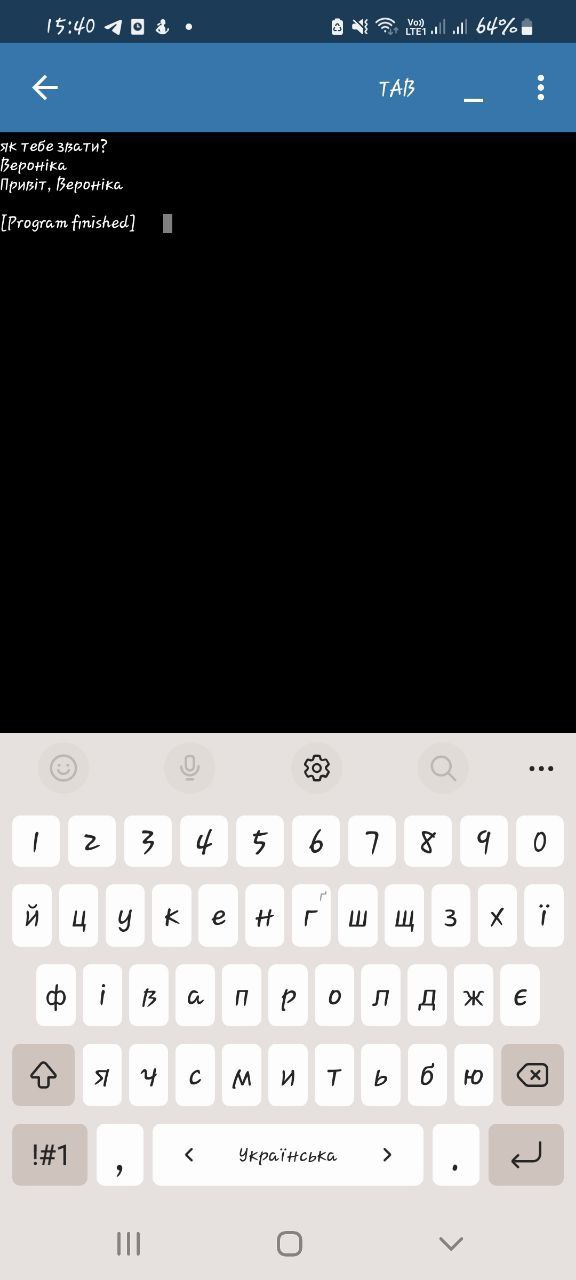 15:40 Vo)) LTE1 64%
TAB
як тебе звати?
Вероніка
Привіт, Вероніка
[Program finished]
1 2 3 4 5 6 7 8 9 0
й ц у к е н г ґ ш щ з х ї
ф і в а п р о л д ж є
я ч с м и т ь б ю
!#1 , < Українська > .